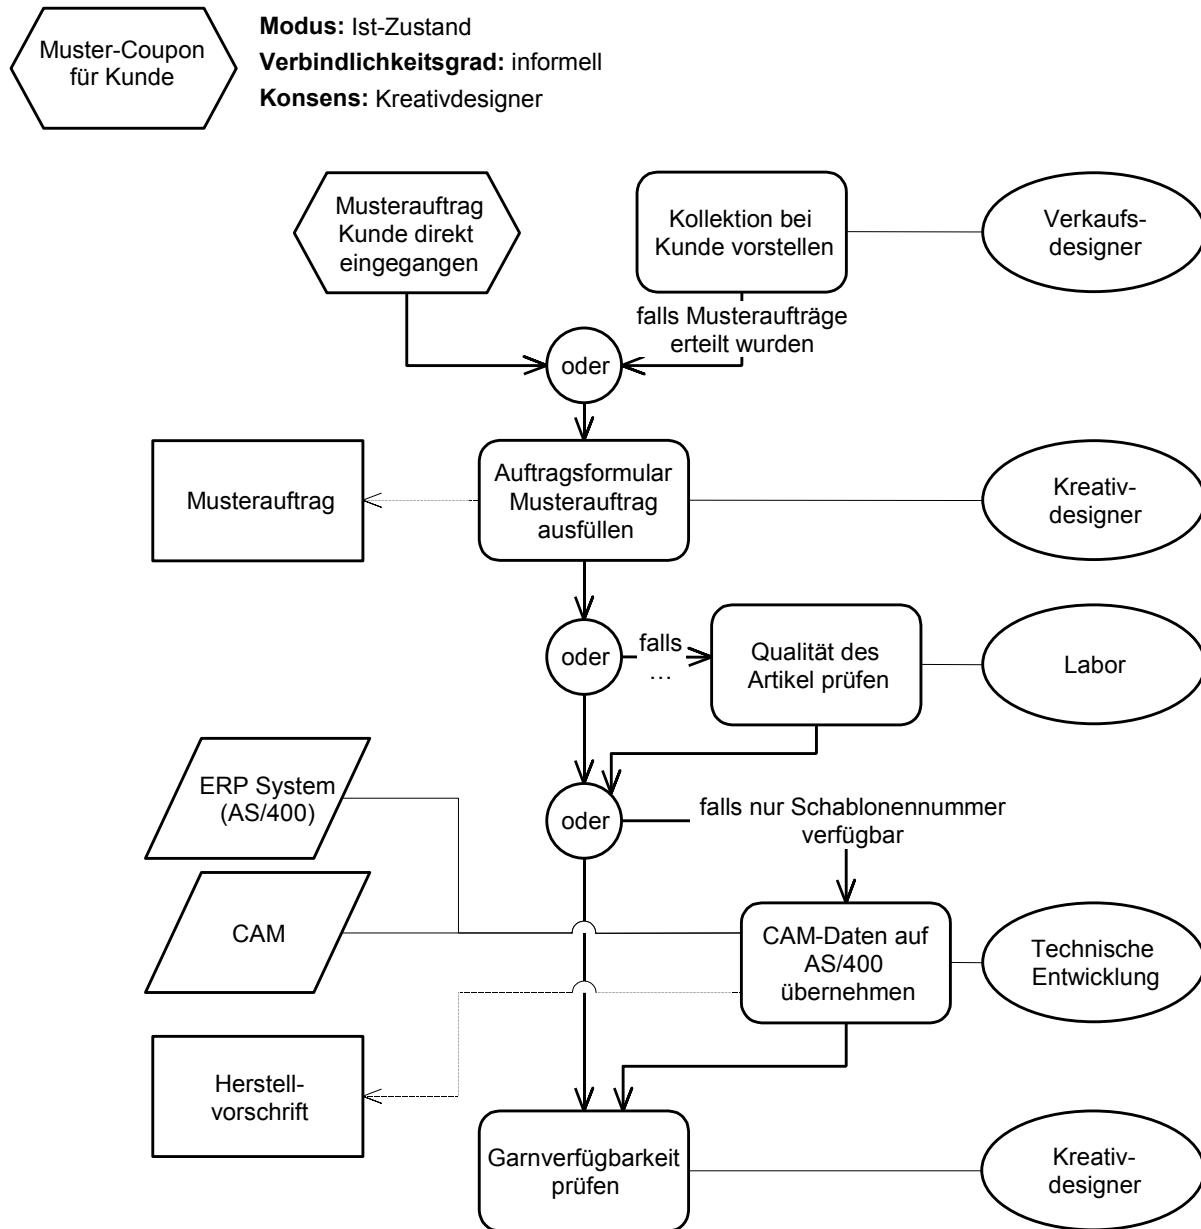 Muster-Coupon
für Kunde
Modus: Ist-Zustand
Verbindlichkeitsgrad: informell
Konsens: Kreativdesigner
Musterauftrag
Kunde direkt
eingegangen
Kollektion bei
Kunde vorstellen
Verkaufs-
designer
falls Musteraufträge
erteilt wurden
oder
Musterauftrag
Auftragsformular
Musterauftrag
ausfüllen
Kreativ-
designer
oder
falls
...
Qualität des
Artikel prüfen
Labor
ERP System
(AS/400)
oder
falls nur Schablonennummer
verfügbar
CAM
CAM-Daten auf
AS/400
übernehmen
Technische
Entwicklung
Herstell-
vorschrift
Garnverfügbarkeit
prüfen
Kreativ-
designer